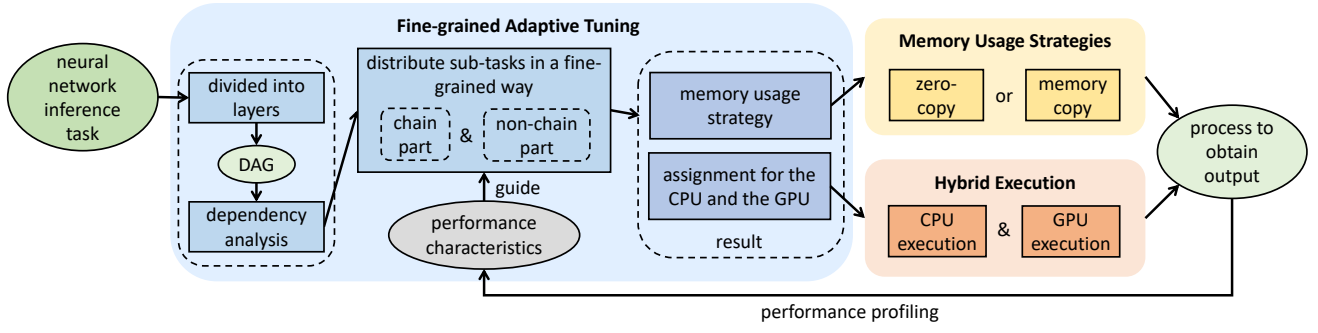 Fine-grained Adaptive Tuning
neural
network
inference
task
divided into
layers
DAG
dependency
analysis
distribute sub-tasks in a fine-
grained way
chain
part
&
non-chain
part
guide
performance
characteristics
memory usage
strategy
assignment for the
CPU and the GPU
result
Memory Usage Strategies
zero-
copy
or
memory
copy
Hybrid Execution
CPU
execution
&
GPU
execution
process to
obtain
output
performance profiling